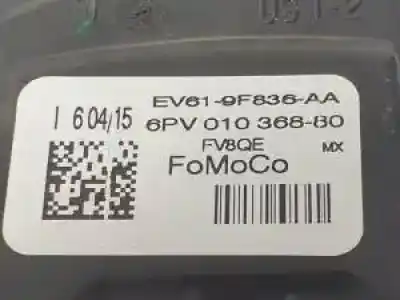 EV61-9F836-AA
I 6 04/15 6PV 010 368-80
FV8QE MX
FoMoCo